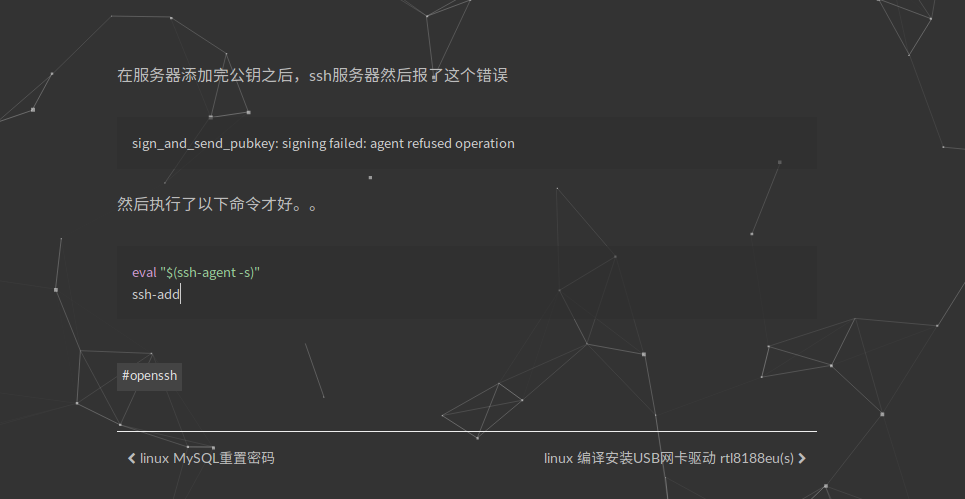 在服务器添加完公钥之后，ssh服务器然后报了这个错误
sign_and_send_pubkey: signing failed: agent refused operation
然后执行了以下命令才好。。
eval "$(ssh-agent -s)"
ssh-add
#openssh
linux MySQL重置密码
linux 编译安装USB网卡驱动 rtl8188eu(s)